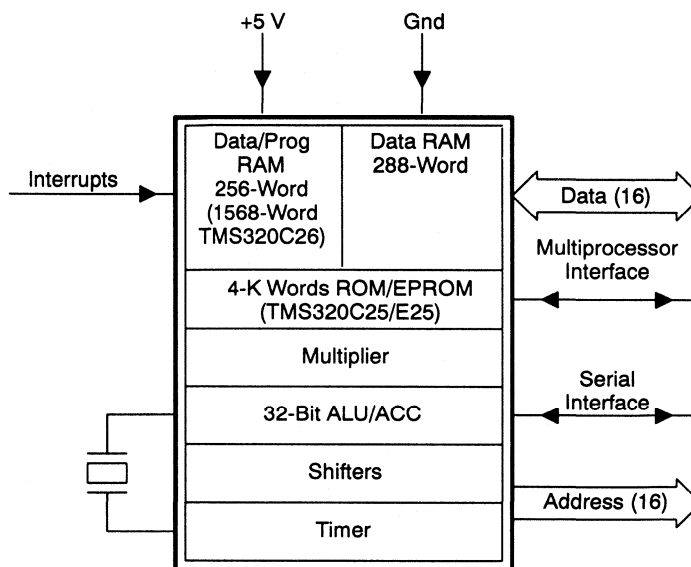 +5 V
Gnd
Interrupts
Data/Prog
RAM
256-Word
(1568-Word
TMS320C26)
Data RAM
288-Word
Data (16)
Multiprocessor
Interface
4-K Words ROM/EPROM
(TMS320C25/E25)
Multiplier
32-Bit ALU/ACC
Serial
Interface
Shifters
Address (16)
Timer